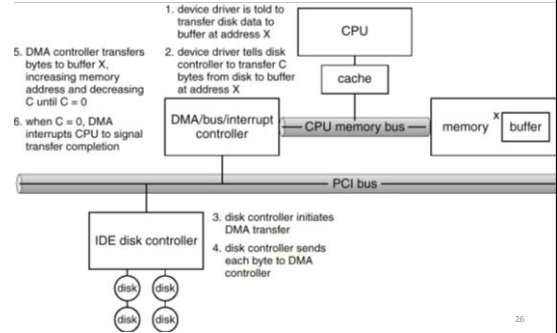 1. device driver is told to
transfer disk data to
buffer at address X
2. device driver tells disk
controller to transfer C
bytes from disk to buffer
at address X
5. DMA controller transfers
bytes to buffer X,
increasing memory
address and decreasing
C until C = 0
6. when C = 0, DMA
interrupts CPU to signal
transfer completion
CPU
cache
DMA/bus/interrupt
controller
CPU memory bus
memory
X
buffer
PCI bus
IDE disk controller
3. disk controller initiates
DMA transfer
4. disk controller sends
each byte to DMA
controller
disk
disk
disk
disk
26